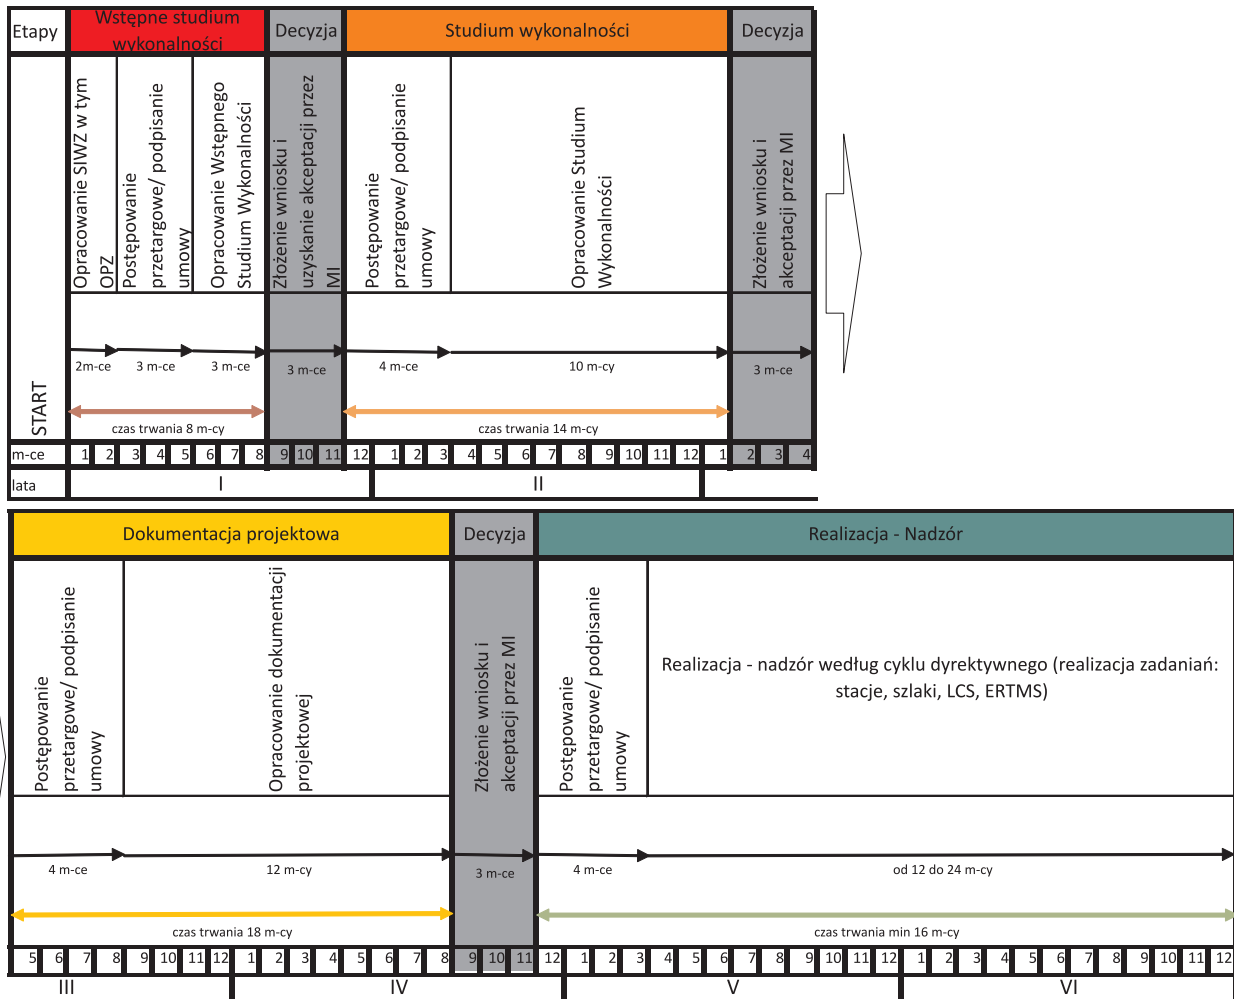 Etapy
Wstępne studium
wykonalności
Decyzja
Studium wykonalności
Decyzja
START
Opracowanie SIWZ w tym
OPZ
Postępowanie
przetargowe/ podpisanie
umowy
Opracowanie Wstępnego
Studium Wykonalności
Złożenie wniosku i
uzyskanie akceptacji przez
MI
Postępowanie
przetargowe/ podpisanie
umowy
Opracowanie Studium
Wykonalności
Złożenie wniosku i
akceptacji przez MI
2m-ce
3 m-ce
3 m-ce
3 m-ce
4 m-ce
10 m-cy
3 m-ce
czas trwania 8 m-cy
czas trwania 14 m-cy
m-ce 1 2 3 4 5 6 7 8 9 10 11 12 1 2 3 4 5 6 7 8 9 10 11 12 1 2 3 4
lata I II
Dokumentacja projektowa
Decyzja
Realizacja - Nadzór
Postępowanie
przetargowe/ podpisanie
umowy
Opracowanie dokumentacji
projektowej
Złożenie wniosku i
akceptacji przez MI
Postępowanie
przetargowe/ podpisanie
umowy
Realizacja - nadzór według cyklu dyrektywnego (realizacja zadaniań:
stacje, szlaki, LCS, ERTMS)
4 m-ce
12 m-cy
3 m-ce
4 m-ce
od 12 do 24 m-cy
czas trwania 18 m-cy
czas trwania min 16 m-cy
5 6 7 8 9 10 11 12 1 2 3 4 5 6 7 8 9 10 11 12 1 2 3 4 5 6 7 8 9 10 11 12 1 2 3 4 5 6 7 8 9 10 11 12
III IV V VI